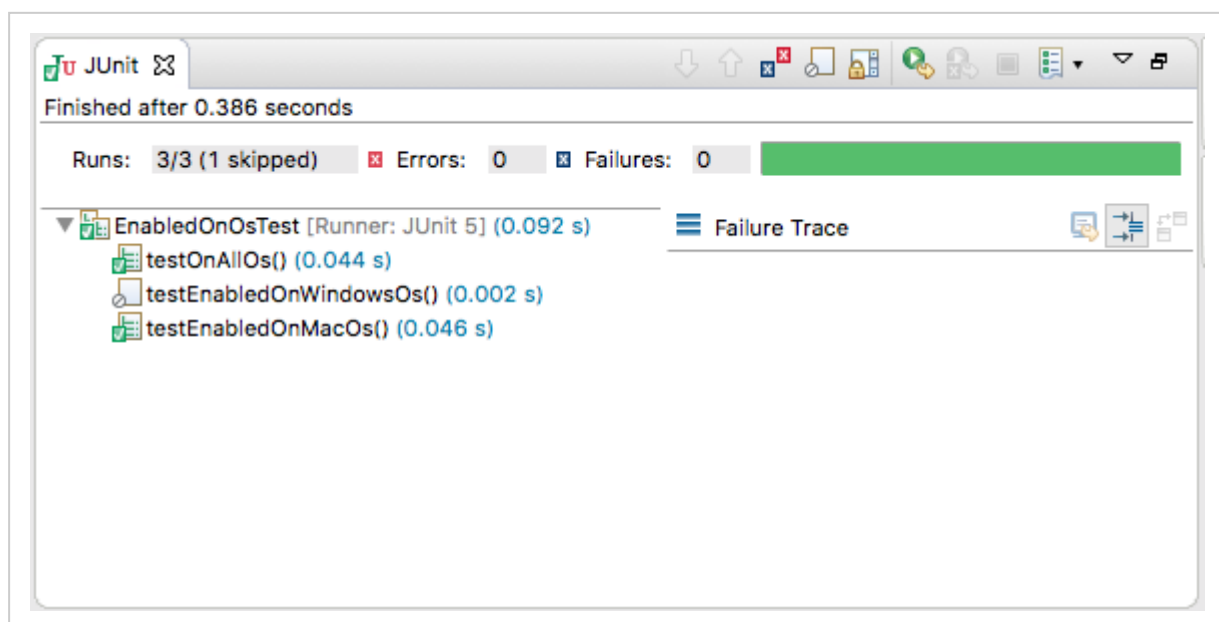 JUnit
Finished after 0.386 seconds
Runs: 3/3 (1 skipped) Errors: 0 Failures: 0
EnabledOnOsTest [Runner: JUnit 5] (0.092 s)
Failure Trace
testOnAllOs() (0.044 s)
testEnabledOnWindowsOs() (0.002 s)
testEnabledOnMacOs() (0.046 s)